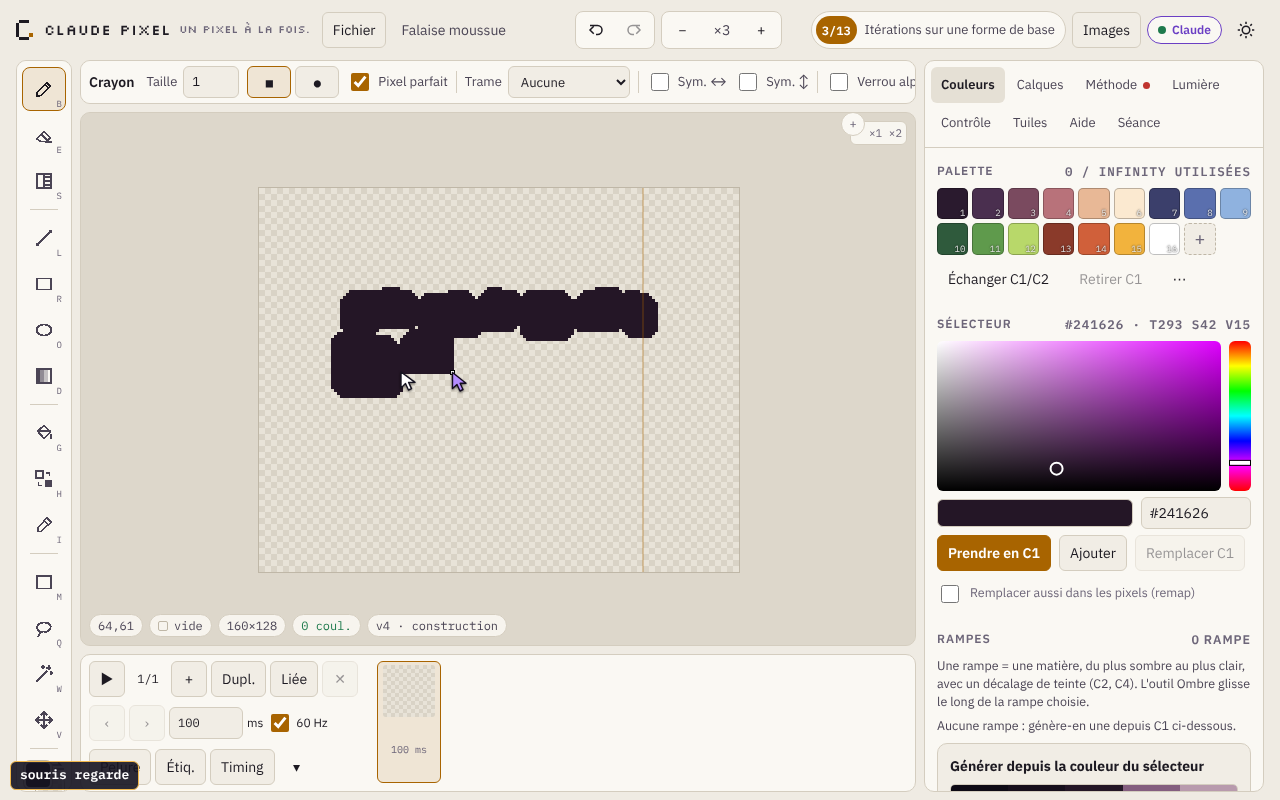 CLAUDE PIXEL UN PIXEL À LA FOIS. Fichier Falaise moussue − ×3 + 3/13 Itérations sur une forme de base Images Claude
Crayon Taille 1 Pixel parfait Trame Aucune Sym. Sym. Verrou alp
B
E
S
L
R
O
D
G
H
I
M
Q
W
V
+ ×1 ×2
64,61 vide 160×128 0 coul. v4 · construction
1/1 + Dupl. Liée ✕
‹ › 100 ms 60 Hz
Étiq. Timing ▼
100 ms
souris regarde
Couleurs Calques Méthode Lumière
Contrôle Tuiles Aide Séance
PALETTE 0 / INFINITY UTILISÉES
1 2 3 4 5 6 7 8 9
10 11 12 13 14 15 16 +
Échanger C1/C2 Retirer C1 ···
SÉLECTEUR #241626 · T293 S42 V15
#241626
Prendre en C1 Ajouter Remplacer C1
Remplacer aussi dans les pixels (remap)
RAMPES 0 RAMPE
Une rampe = une matière, du plus sombre au plus clair,
avec un décalage de teinte (C2, C4). L'outil Ombre glisse
le long de la rampe choisie.
Aucune rampe : génère-en une depuis C1 ci-dessous.
Générer depuis la couleur du sélecteur